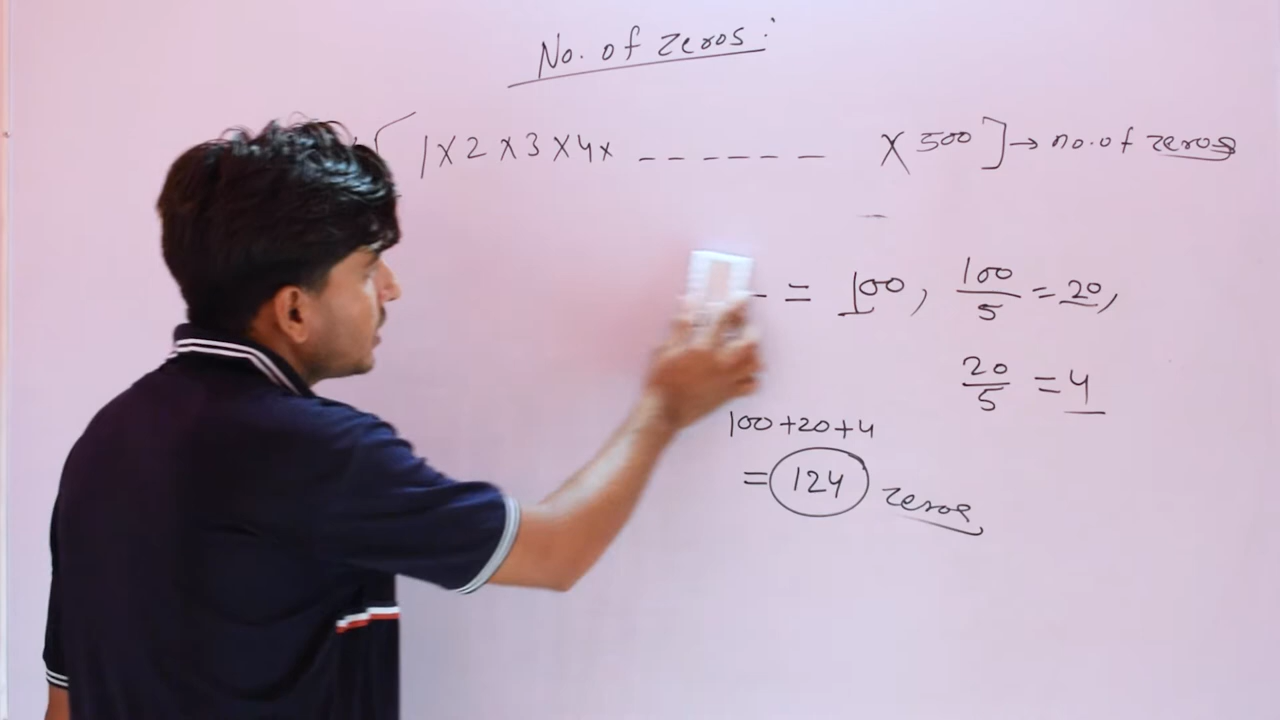 No. of zeros :
[ 1 X 2 X 3 X 4 x ------ X 500 ] → no. of zeros
= 100, 100/5 = 20,
20/5 = 4
100 + 20 + 4
= 124 zeros